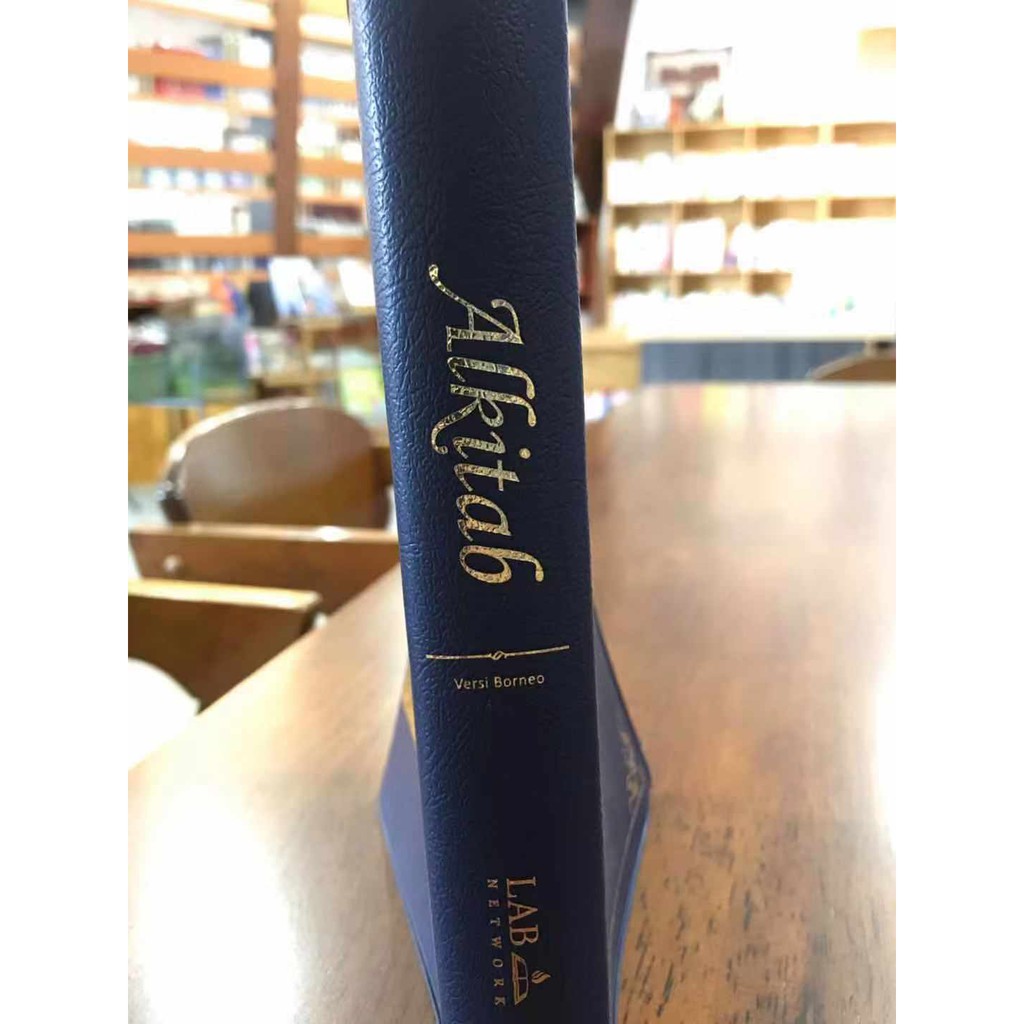 Alkitab
Versi Borneo
LAB
NETWORK